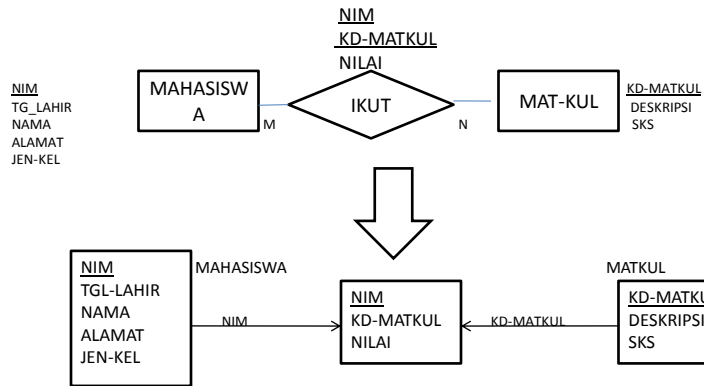 NIM
KD-MATKUL
NILAI
NIM
TG_LAHIR
NAMA
ALAMAT
JEN-KEL
MAHASISW
A
M
IKUT
N
MAT-KUL
KD-MATKUL
DESKRIPSI
SKS
MAHASISWA
NIM
TGL-LAHIR
NAMA
ALAMAT
JEN-KEL
NIM
NIM
KD-MATKUL
NILAI
KD-MATKUL
MATKUL
KD-MATKU
DESKRIPSI
SKS